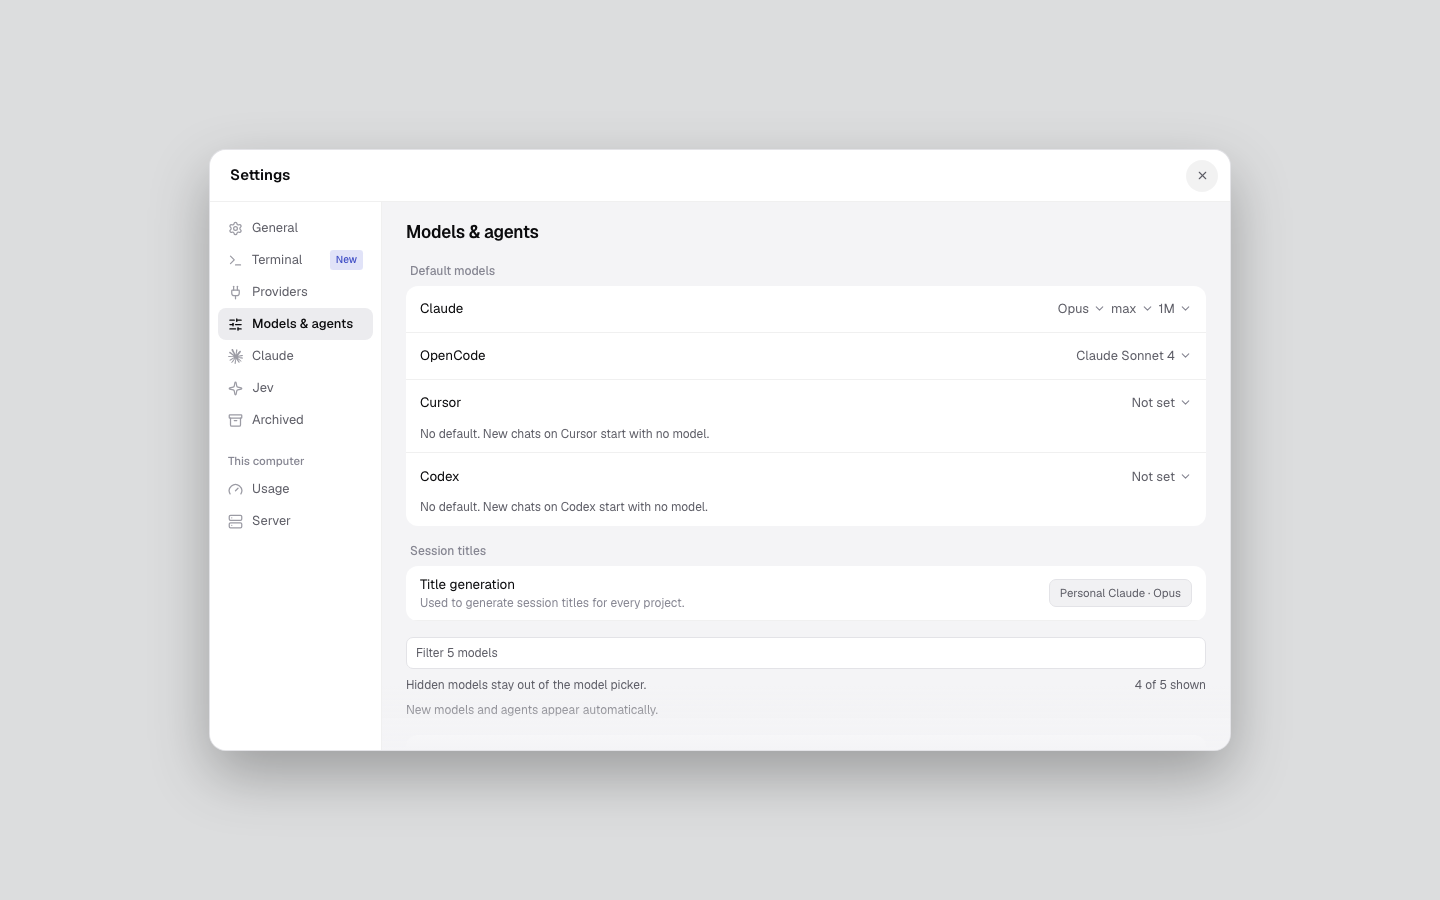 Settings
General
Terminal New
Providers
Models & agents
Claude
Jev
Archived
This computer
Usage
Server
Models & agents
Default models
Claude Opus max 1M
OpenCode Claude Sonnet 4
Cursor Not set
No default. New chats on Cursor start with no model.
Codex Not set
No default. New chats on Codex start with no model.
Session titles
Title generation
Used to generate session titles for every project.
Personal Claude · Opus
Filter 5 models
Hidden models stay out of the model picker. 4 of 5 shown
New models and agents appear automatically.